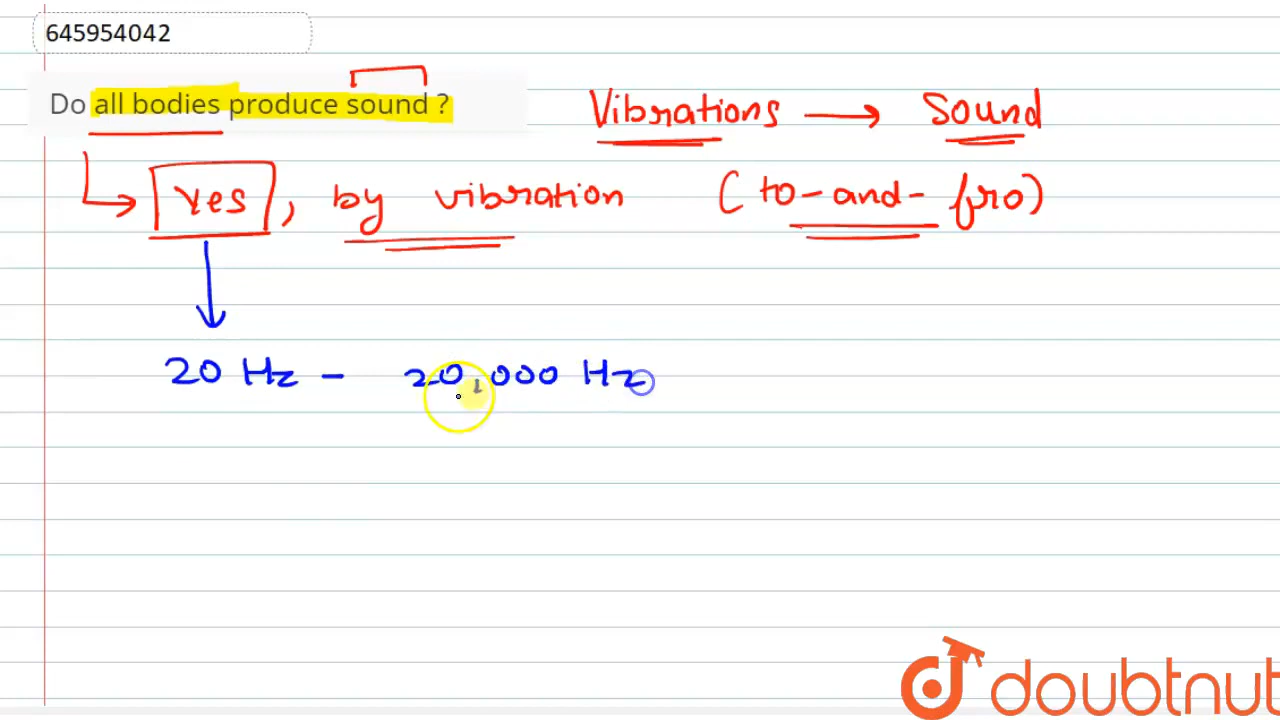 645954042
Do all bodies produce sound ?
Vibrations → Sound
Yes, by vibration (to-and-fro)
20 Hz - 20,000 Hz
doubtnut